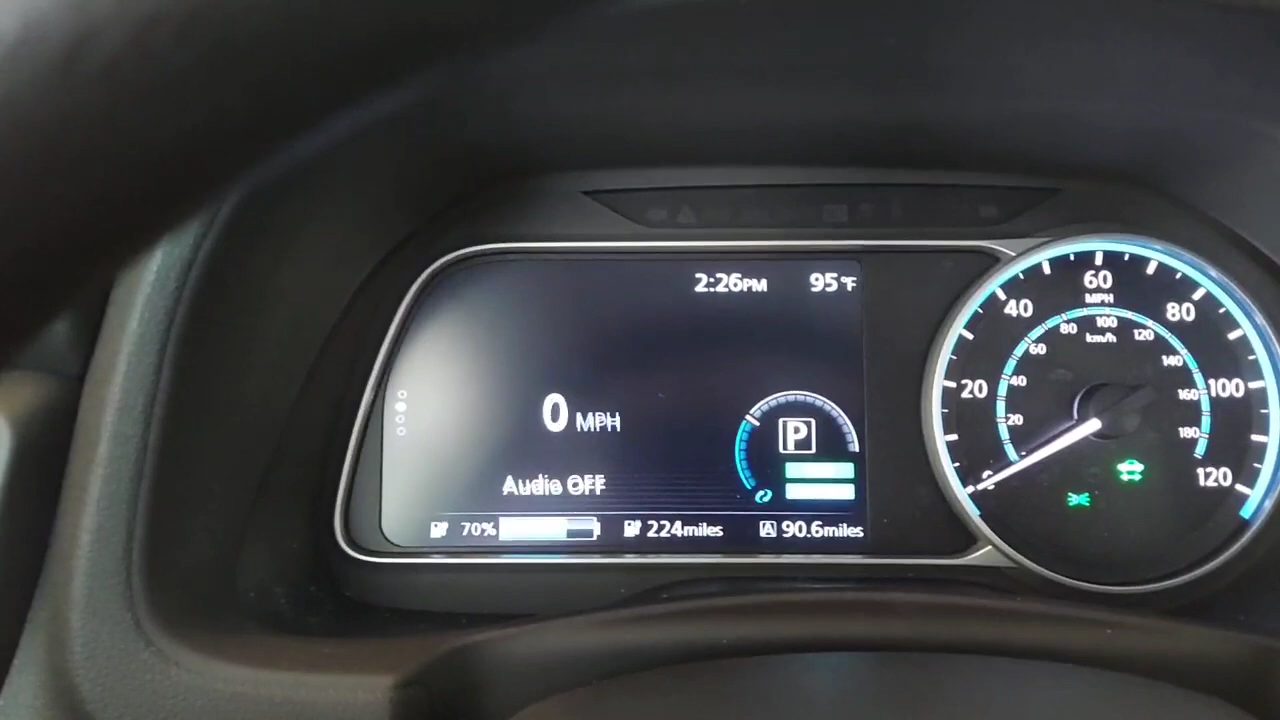 2:26PM 95°F
0 MPH
P
Audio OFF
70% 224miles A 90.6miles
0 20 40 60 80 100 120
MPH
20 40 60 80 100 120 140 160 180
km/h